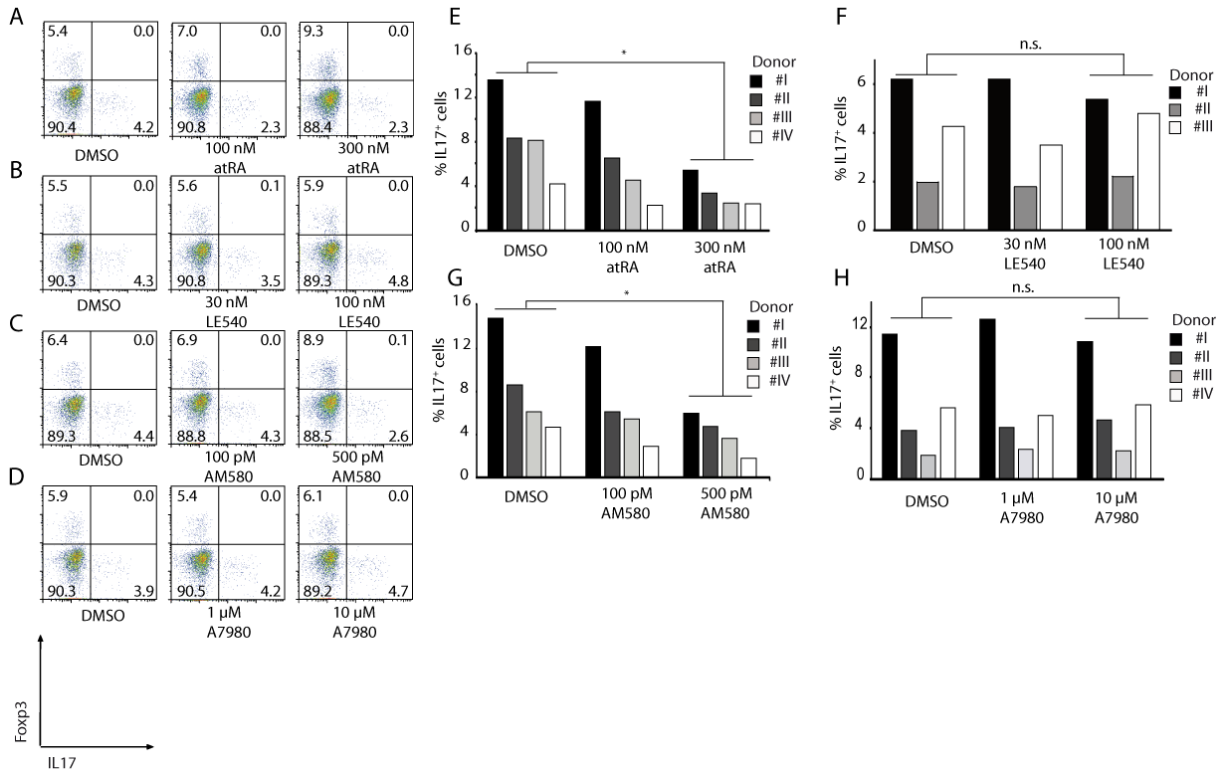 A
5.4 0.0 7.0 0.0 9.3 0.0
90.4 4.2 90.8 2.3 88.4 2.3
DMSO 100 nM 300 nM
atRA atRA
B
5.5 0.0 5.6 0.1 5.9 0.0
90.3 4.3 90.8 3.5 89.3 4.8
DMSO 30 nM 100 nM
LE540 LE540
C
6.4 0.0 6.9 0.0 8.9 0.1
89.3 4.4 88.8 4.3 88.5 2.6
DMSO 100 pM 500 pM
AM580 AM580
D
5.9 0.0 5.4 0.0 6.1 0.0
90.3 3.9 90.5 4.2 89.2 4.7
DMSO 1 µM 10 µM
A7980 A7980
Foxp3
IL17
E
% IL17+ cells
16
12
8
4
0
*
Donor
#I
#II
#III
#IV
DMSO 100 nM 300 nM
atRA atRA
F
% IL17+ cells
6
4
2
0
n.s.
Donor
#I
#II
#III
DMSO 30 nM 100 nM
LE540 LE540
G
% IL17+ cells
16
12
8
4
0
*
Donor
#I
#II
#III
#IV
DMSO 100 pM 500 pM
AM580 AM580
H
% IL17+ cells
12
8
4
0
n.s.
Donor
#I
#II
#III
#IV
DMSO 1 µM 10 µM
A7980 A7980